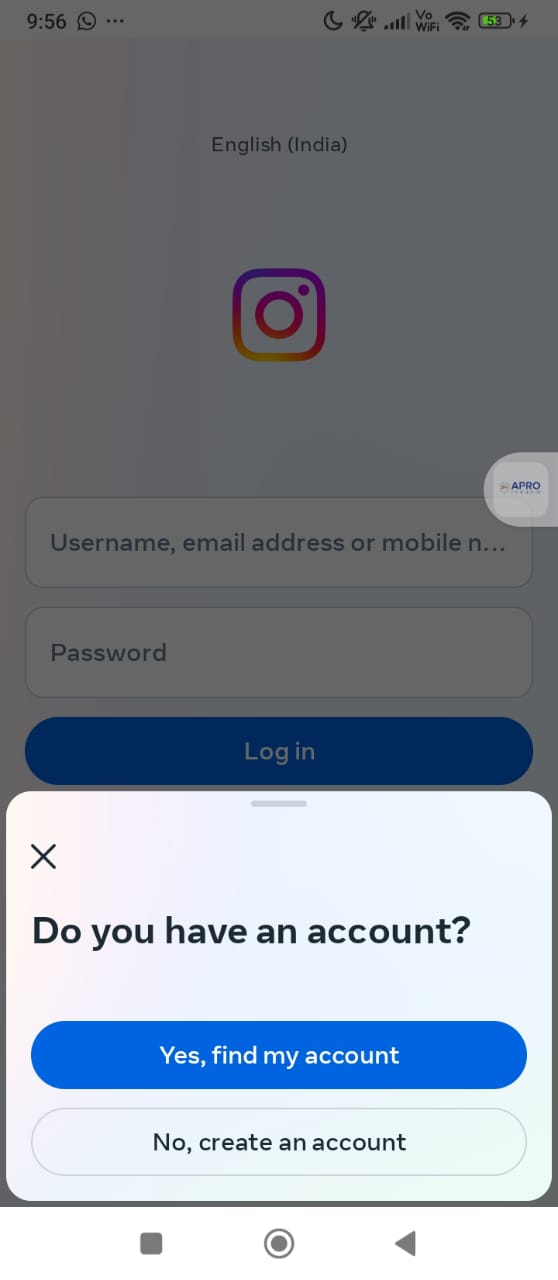 9:56
Vo
WiFi
53
English (India)
APRO
Username, email address or mobile n...
Password
Log in
Do you have an account?
Yes, find my account
No, create an account